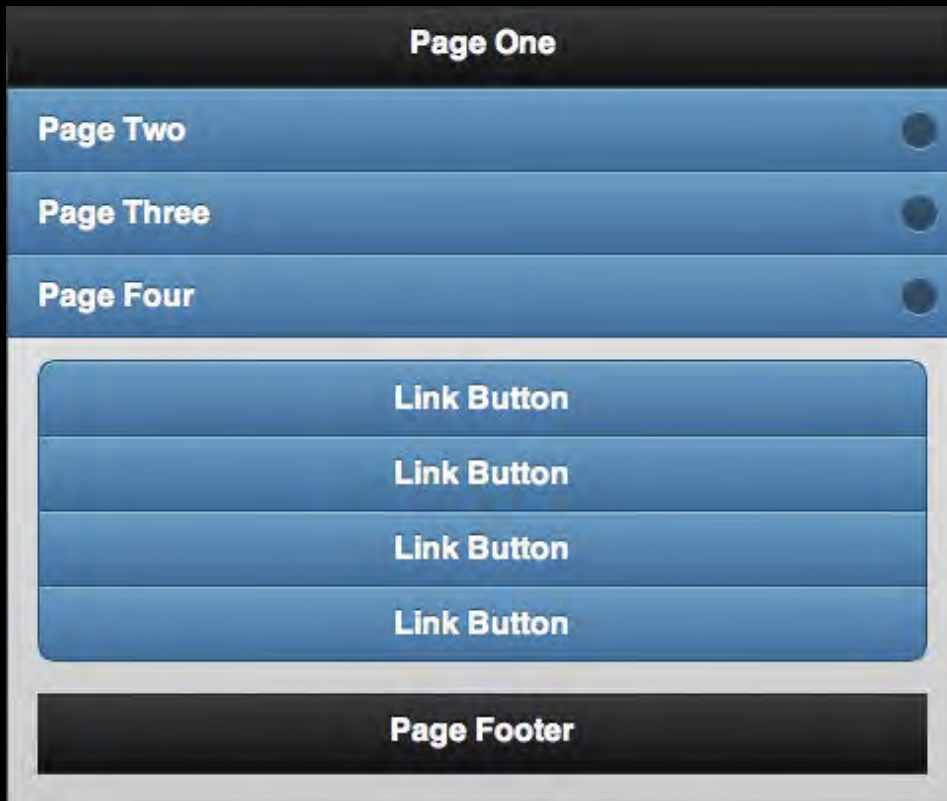 Page One
Page Two
Page Three
Page Four
Link Button
Link Button
Link Button
Link Button
Page Footer